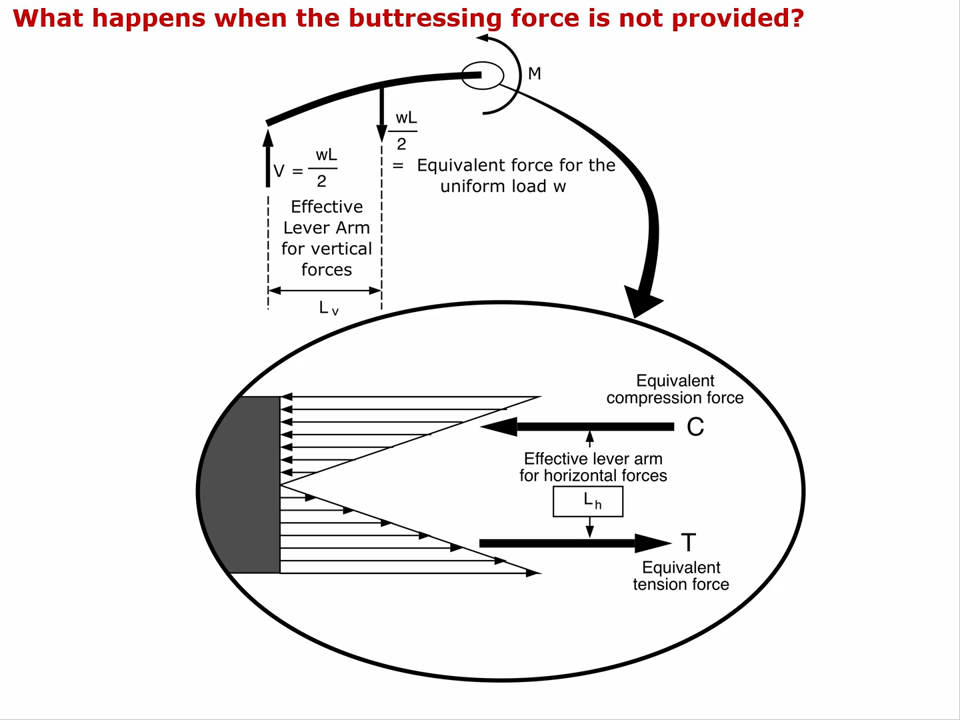 What happens when the buttressing force is not provided?
M
wL
2
= Equivalent force for the
uniform load w
V = wL
2
Effective
Lever Arm
for vertical
forces
L v
Equivalent
compression force
C
Effective lever arm
for horizontal forces
L h
T
Equivalent
tension force